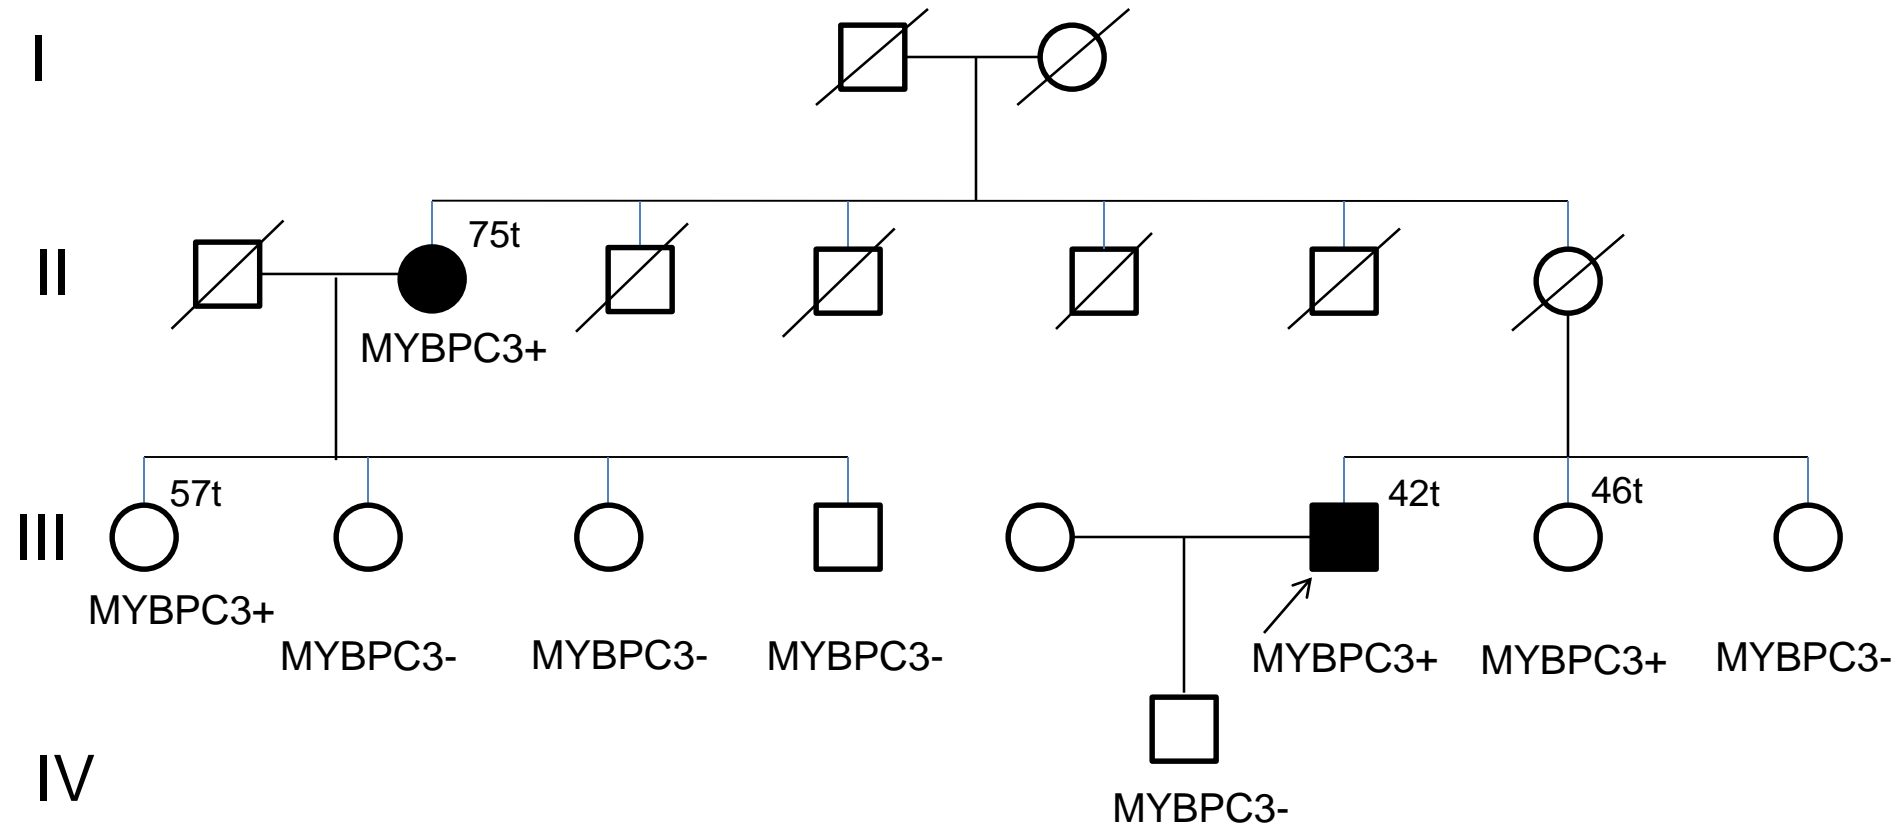 I
II
75t
MYBPC3+
III
57t
42t
46t
MYBPC3+
MYBPC3-
MYBPC3-
MYBPC3-
MYBPC3+
MYBPC3+
MYBPC3-
IV
MYBPC3-